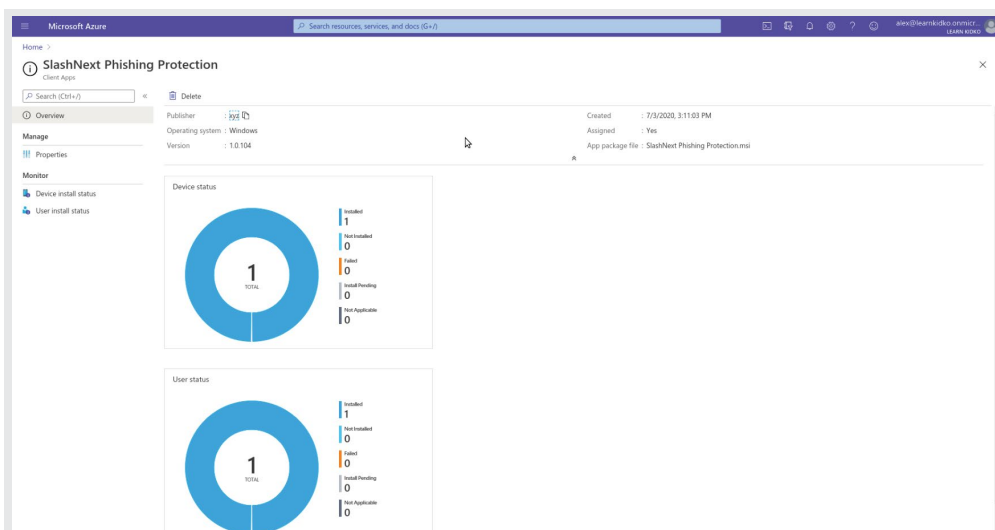 Microsoft Azure
Search resources, services, and docs (G+/)
alex@learnkidko.onmicr...
LEARN KIDKO
Home >
SlashNext Phishing Protection
Client Apps
Search (Ctrl+/)
«
Delete
Overview
Manage
Properties
Monitor
Device install status
User install status
Publisher : xyz
Operating system : Windows
Version : 1.0.104
Created : 7/3/2020, 3:11:03 PM
Assigned : Yes
App package file : SlashNext Phishing Protection.msi
Device status
1
TOTAL
Installed
1
Not Installed
0
Failed
0
Install Pending
0
Not Applicable
0
User status
1
TOTAL
Installed
1
Not Installed
0
Failed
0
Install Pending
0
Not Applicable
0